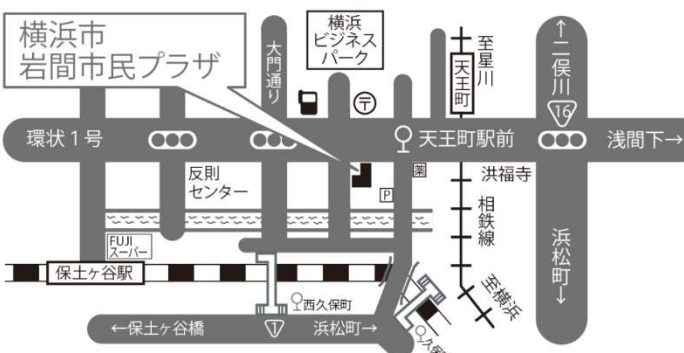 横浜市
岩間市民プラザ
大門通り
横浜
ビジネス
パーク
至星川
天王町
←二俣川
16
環状1号
天王町駅前
浅間下→
反則
センター
P
薬
洪福寺
相鉄線
浜松町→
FUJI
スーパー
保土ヶ谷駅
至横浜
西久保町
←保土ヶ谷橋
1
浜松町→